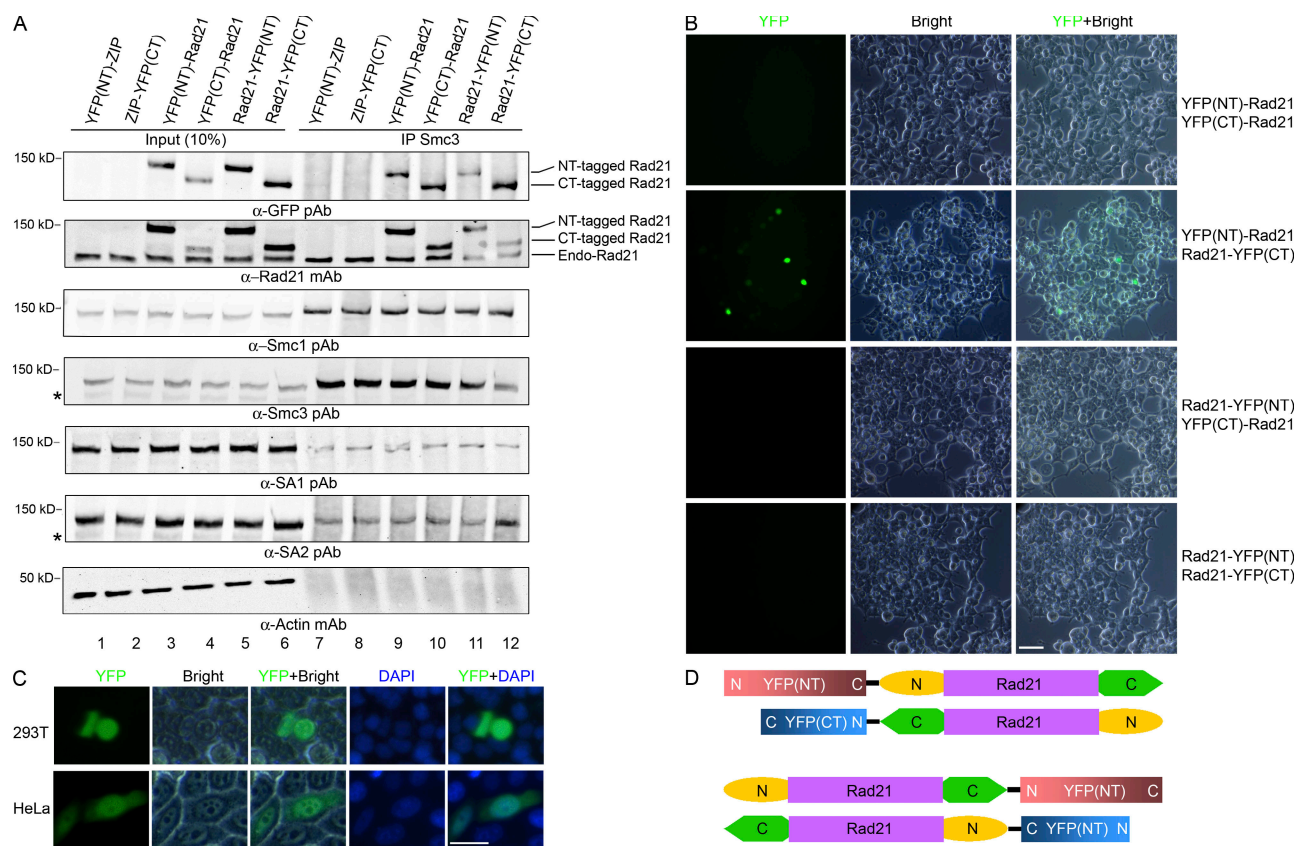 A
YFP(NT)-ZIP
ZIP-YFP(CT)
YFP(NT)-Rad21
YFP(CT)-Rad21
Rad21-YFP(NT)
Rad21-YFP(CT)
YFP(NT)-ZIP
ZIP-YFP(CT)
YFP(NT)-Rad21
YFP(CT)-Rad21
Rad21-YFP(NT)
Rad21-YFP(CT)
Input (10%) IP Smc3
150 kD–
NT-tagged Rad21
CT-tagged Rad21
α-GFP pAb
150 kD–
NT-tagged Rad21
CT-tagged Rad21
Endo-Rad21
α–Rad21 mAb
150 kD–
α–Smc1 pAb
150 kD–
*
α-Smc3 pAb
150 kD–
α-SA1 pAb
150 kD–
*
α-SA2 pAb
50 kD–
α-Actin mAb
1 2 3 4 5 6 7 8 9 10 11 12
B
YFP Bright YFP+Bright
YFP(NT)-Rad21
YFP(CT)-Rad21
YFP(NT)-Rad21
Rad21-YFP(CT)
Rad21-YFP(NT)
YFP(CT)-Rad21
Rad21-YFP(NT)
Rad21-YFP(CT)
C
YFP Bright YFP+Bright DAPI YFP+DAPI
293T
HeLa
D
N YFP(NT) C N Rad21 C
C YFP(CT) N C Rad21 N
N Rad21 C N YFP(NT) C
C Rad21 N C YFP(NT) N